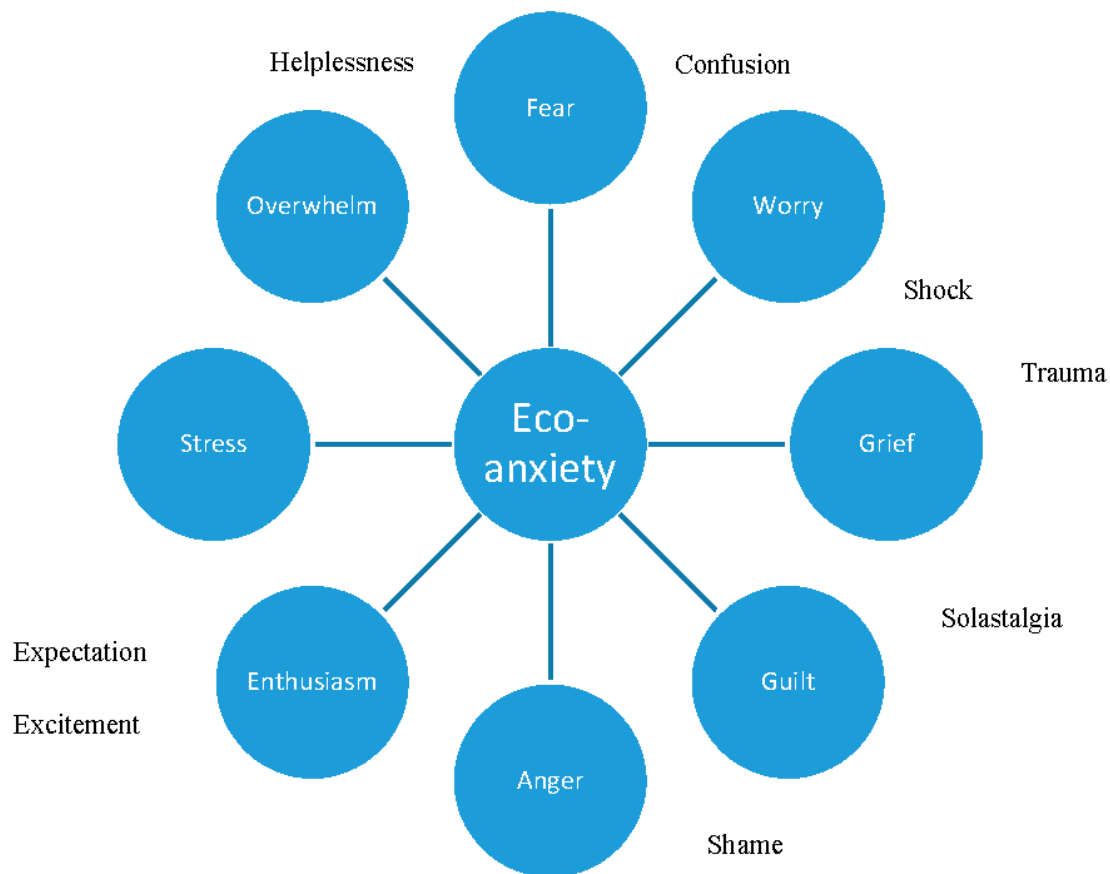 Helplessness
Confusion
Fear
Overwhelm
Worry
Shock
Trauma
Eco-
anxiety
Stress
Grief
Solastalgia
Expectation
Enthusiasm
Guilt
Excitement
Anger
Shame